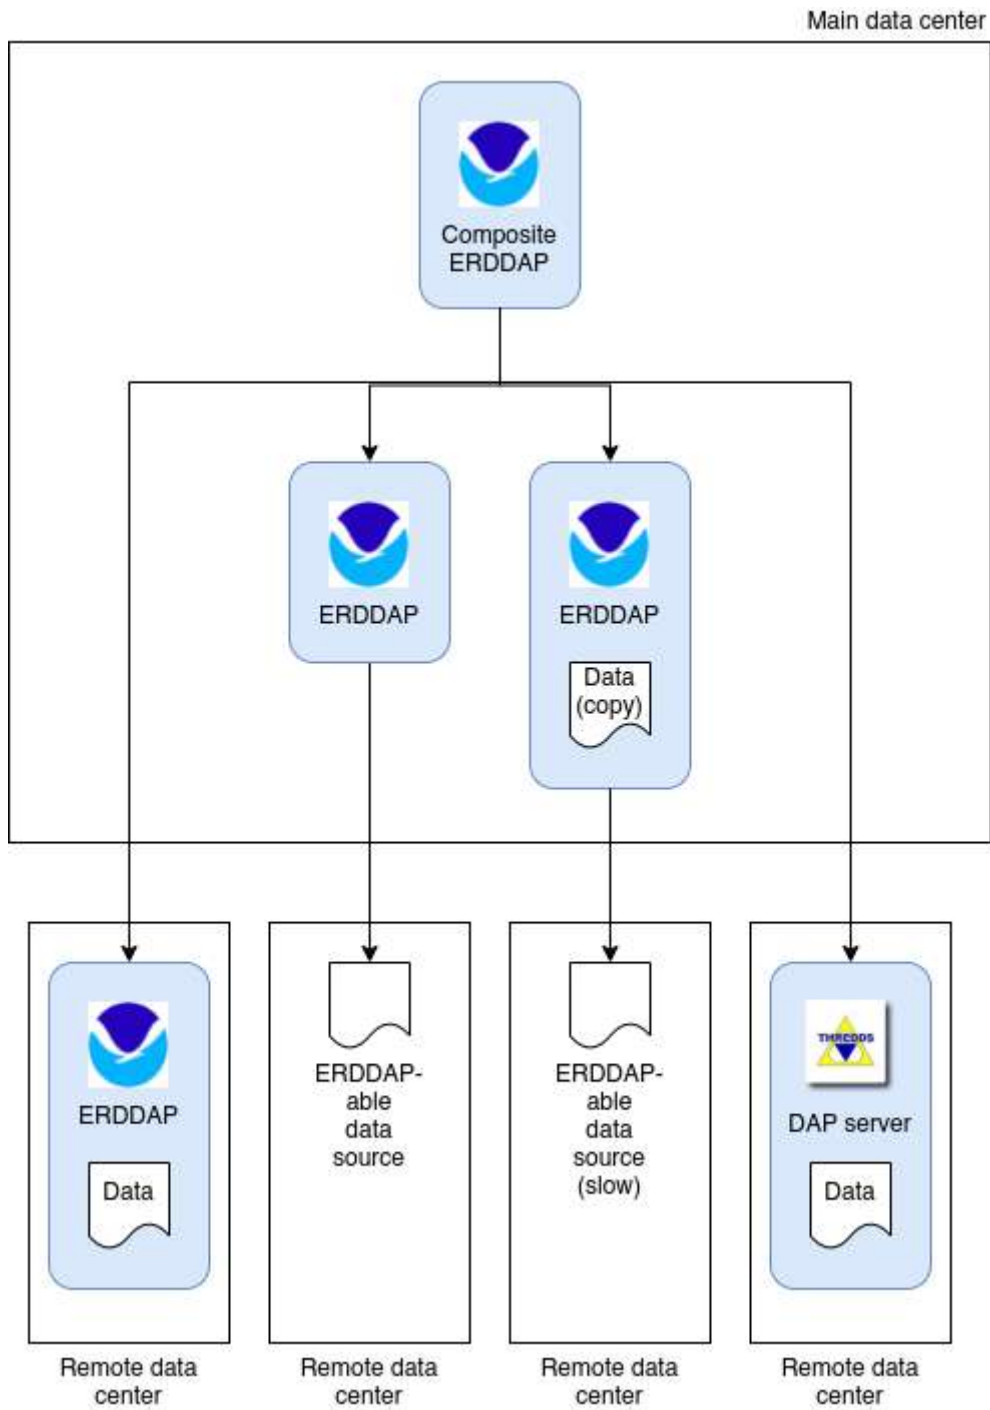 Main data center
Composite
ERDDAP
ERDDAP
ERDDAP
Data
(copy)
ERDDAP
Data
ERDDAP-
able
data
source
ERDDAP-
able
data
source
(slow)
THREDDS
DAP server
Data
Remote data
center
Remote data
center
Remote data
center
Remote data
center